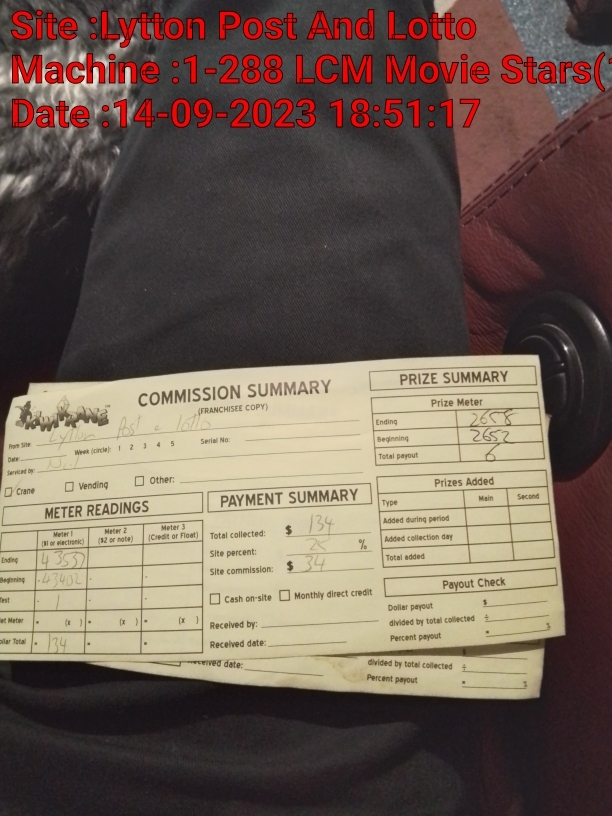 Site :Lytton Post And Lotto
Machine :1-288 LCM Movie Stars(
Date :14-09-2023 18:51:17
COMMISSION SUMMARY
(FRANCHISEE COPY)
From Site: Lytton Post & lotto
Date:
Week (circle): 1 2 3 4 5
Serial No:
Serviced by:
Crane
Vending
Other:
METER READINGS
Meter 1
($1 or electronic)
Meter 2
($2 or note)
Meter 3
(Credit or Float)
Ending 43537
Beginning 43402
Test 1
Net Meter (x ) (x ) (x )
Dollar Total 134
PAYMENT SUMMARY
Total collected: $ 134
Site percent: 25 %
Site commission: $ 34
Cash on-site
Monthly direct credit
Received by:
Received date:
PRIZE SUMMARY
Prize Meter
Ending 2658
Beginning 2652
Total payout 6
Prizes Added
Type Main Second
Added during period
Added collection day
Total added
Payout Check
Dollar payout $
divided by total collected ÷
Percent payout =
Received date:
divided by total collected ÷
Percent payout =